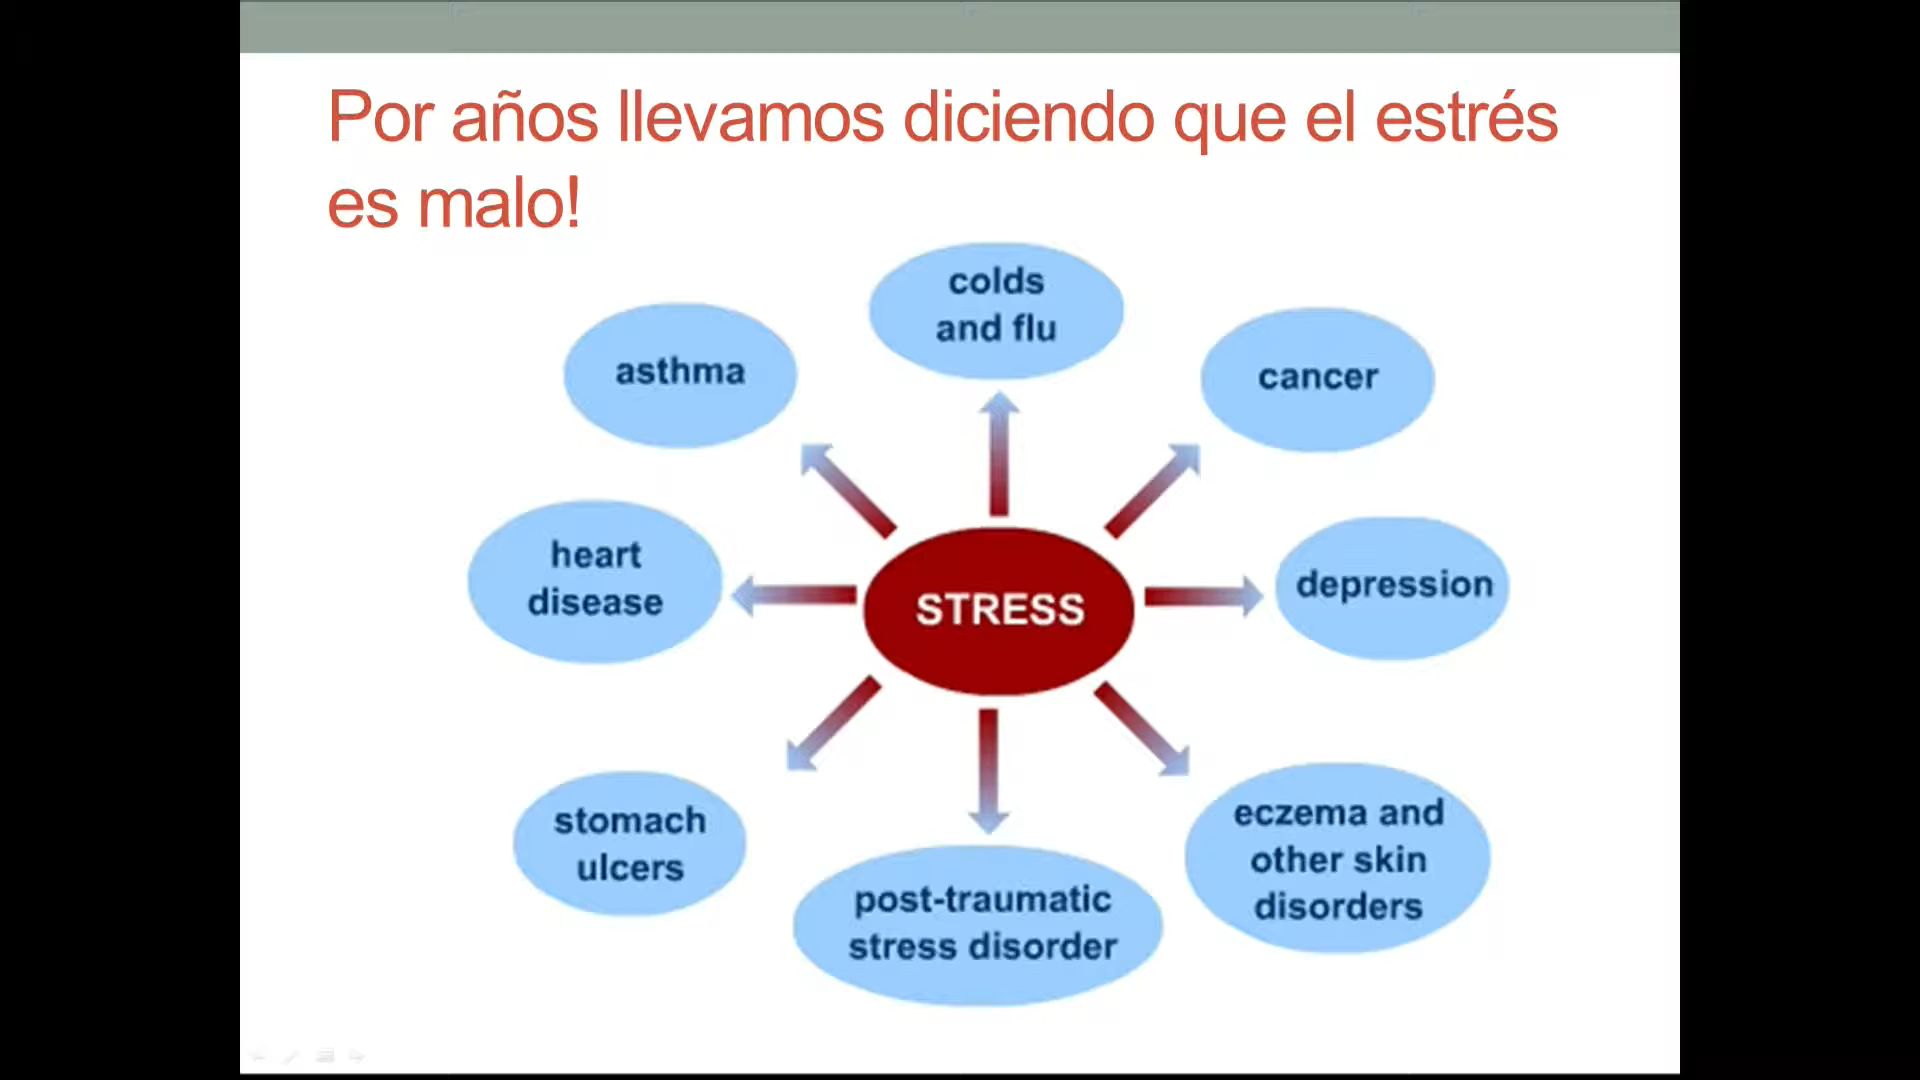 Por años llevamos diciendo que el estrés
es malo!
colds
and flu
asthma
cancer
heart
disease
STRESS
depression
stomach
ulcers
post-traumatic
stress disorder
eczema and
other skin
disorders